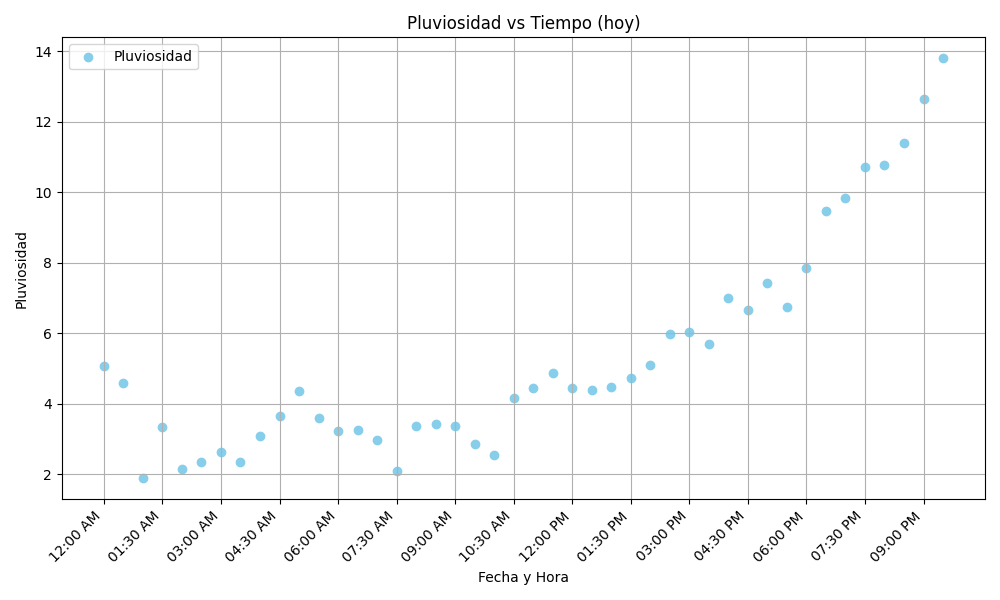 Pluviosidad vs Tiempo (hoy)
Pluviosidad
14
12
10
8
6
4
2
Pluviosidad
12:00 AM
01:30 AM
03:00 AM
04:30 AM
06:00 AM
07:30 AM
09:00 AM
10:30 AM
12:00 PM
01:30 PM
03:00 PM
04:30 PM
06:00 PM
07:30 PM
09:00 PM
Fecha y Hora